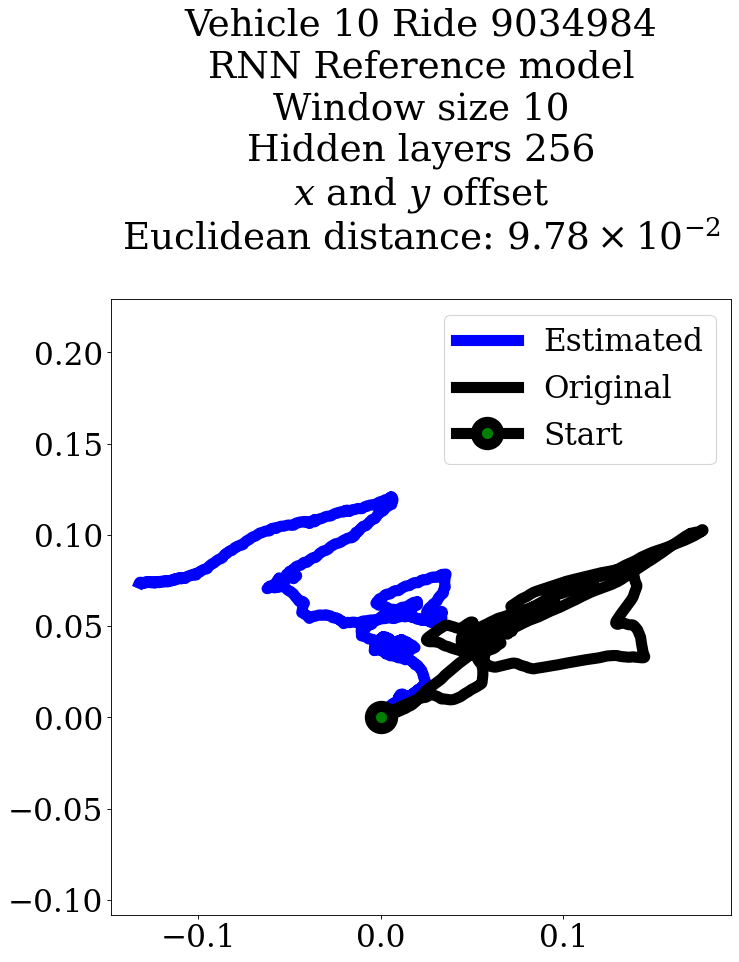 Vehicle 10 Ride 9034984
RNN Reference model
Window size 10
Hidden layers 256
x and y offset
Euclidean distance: 9.78 × 10⁻²
Estimated
Original
Start
0.20
0.15
0.10
0.05
0.00
−0.05
−0.10
−0.1 0.0 0.1